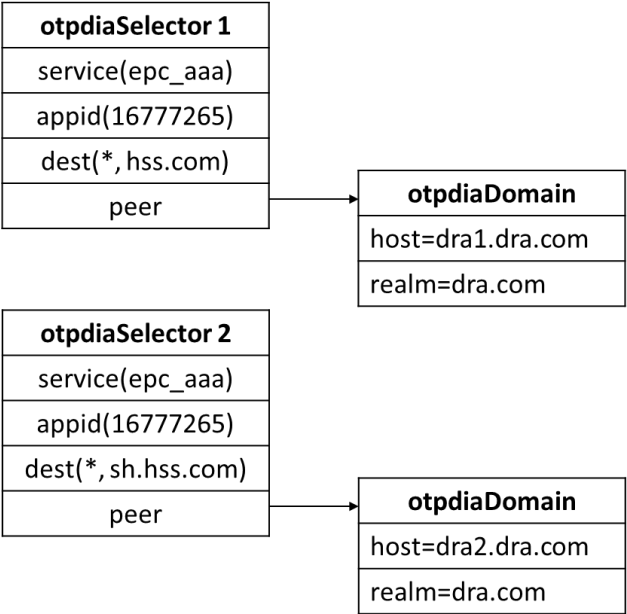 otpdiaSelector 1
service(epc_aaa)
appid(16777265)
dest(*, hss.com)
peer
otpdiaDomain
host=dra1.dra.com
realm=dra.com
otpdiaSelector 2
service(epc_aaa)
appid(16777265)
dest(*, sh.hss.com)
peer
otpdiaDomain
host=dra2.dra.com
realm=dra.com